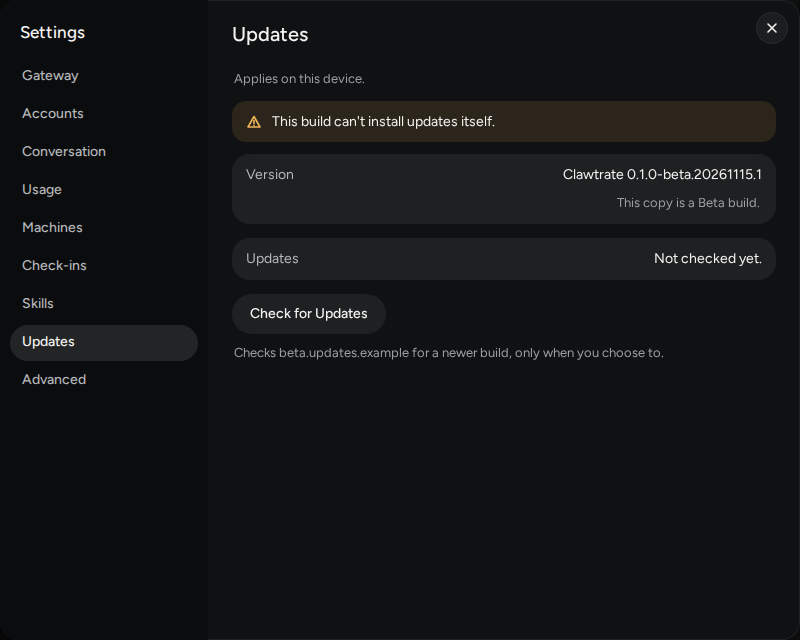 Settings
Gateway
Accounts
Conversation
Usage
Machines
Check-ins
Skills
Updates
Advanced
Updates
Applies on this device.
This build can't install updates itself.
Version
Clawtrate 0.1.0-beta.20261115.1
This copy is a Beta build.
Updates
Not checked yet.
Check for Updates
Checks beta.updates.example for a newer build, only when you choose to.